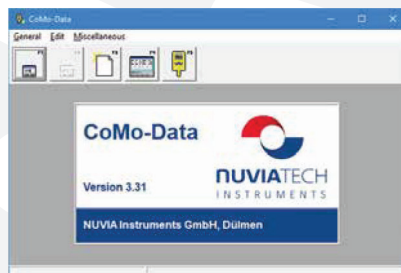 CoMo-Data
General Edit Miscellaneous
CoMo-Data
NUVIATECH
INSTRUMENTS
Version 3.31
NUVIA Instruments GmbH, Dülmen